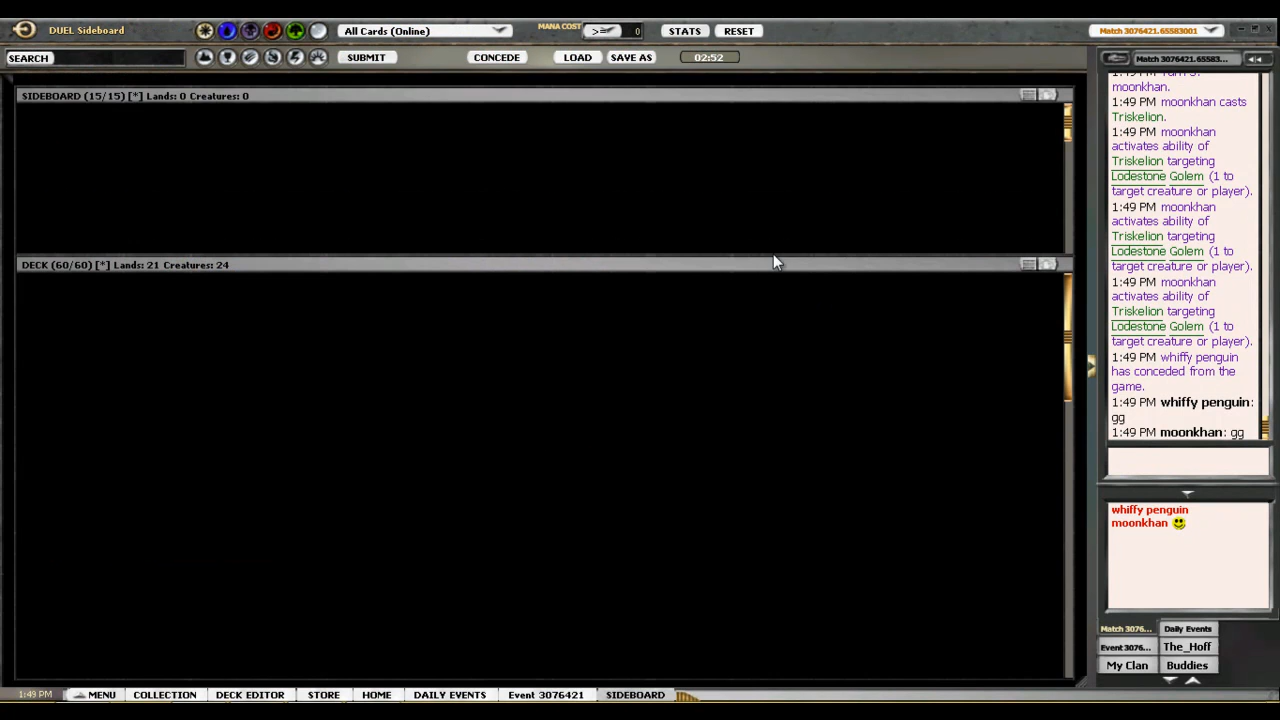 DUEL Sideboard
All Cards (Online)
MANA COST
>=
0
STATS
RESET
Match 3076421.65583001
SEARCH
SUBMIT
CONCEDE
LOAD
SAVE AS
02:52
Match 3076421.65583...
SIDEBOARD (15/15) [*] Lands: 0 Creatures: 0
DECK (60/60) [*] Lands: 21 Creatures: 24
moonkhan.
1:49 PM moonkhan casts
Triskelion.
1:49 PM moonkhan
activates ability of
Triskelion targeting
Lodestone Golem (1 to
target creature or player).
1:49 PM moonkhan
activates ability of
Triskelion targeting
Lodestone Golem (1 to
target creature or player).
1:49 PM moonkhan
activates ability of
Triskelion targeting
Lodestone Golem (1 to
target creature or player).
1:49 PM whiffy penguin
has conceded from the
game.
1:49 PM whiffy penguin:
gg
1:49 PM moonkhan: gg
whiffy penguin
moonkhan
Match 3076...
Daily Events
Event 3076...
The_Hoff
My Clan
Buddies
1:49 PM
MENU
COLLECTION
DECK EDITOR
STORE
HOME
DAILY EVENTS
Event 3076421
SIDEBOARD